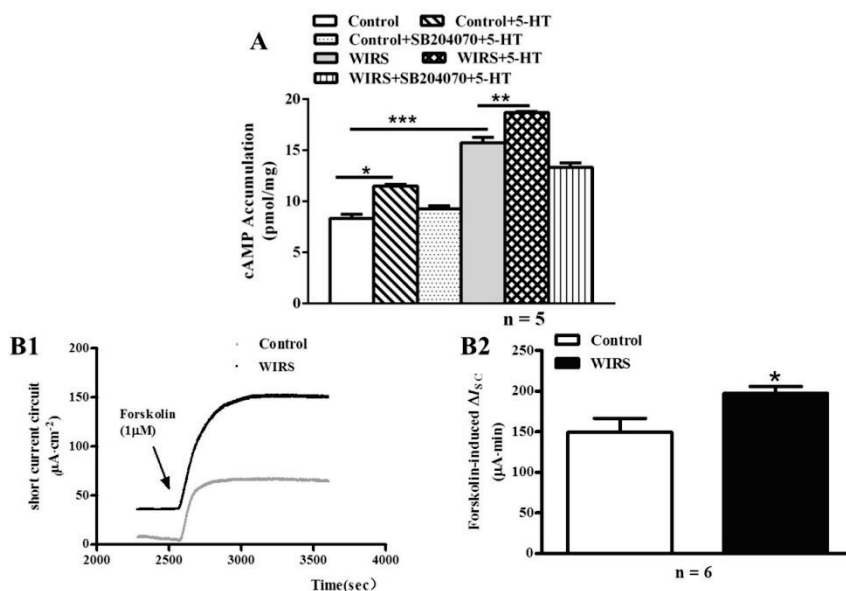 A
Control Control+5-HT
Control+SB204070+5-HT
WIRS WIRS+5-HT
WIRS+SB204070+5-HT
cAMP Accumulation
(pmol/mg)
20
15
10
5
0
*
***
**
n = 5
B1
Control
WIRS
Forskolin
(1μM)
short current circuit
(μA·cm-2)
150
100
50
0
2000 2500 3000 3500 4000
Time(sec)
B2
Control
WIRS
Forskolin-induced ΔISC
(μA·min)
250
200
150
100
50
0
*
n = 6